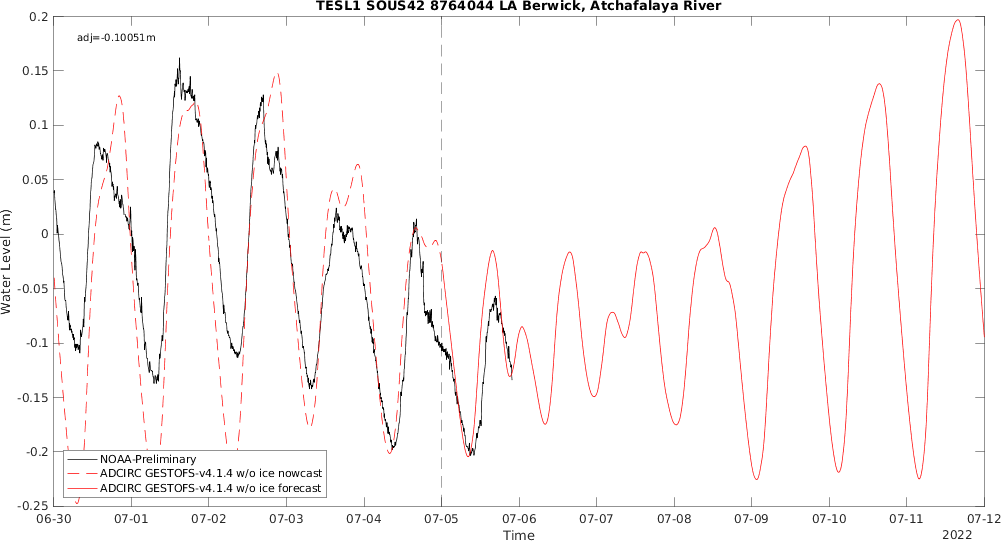 TESL1 SOUS42 8764044 LA Berwick, Atchafalaya River
adj=-0.10051m
0.2
0.15
0.1
0.05
0
-0.05
-0.1
-0.15
-0.2
-0.25
Water Level (m)
NOAA-Preliminary
ADCIRC GESTOFS-v4.1.4 w/o ice nowcast
ADCIRC GESTOFS-v4.1.4 w/o ice forecast
06-30 07-01 07-02 07-03 07-04 07-05 07-06 07-07 07-08 07-09 07-10 07-11 07-12
Time
2022